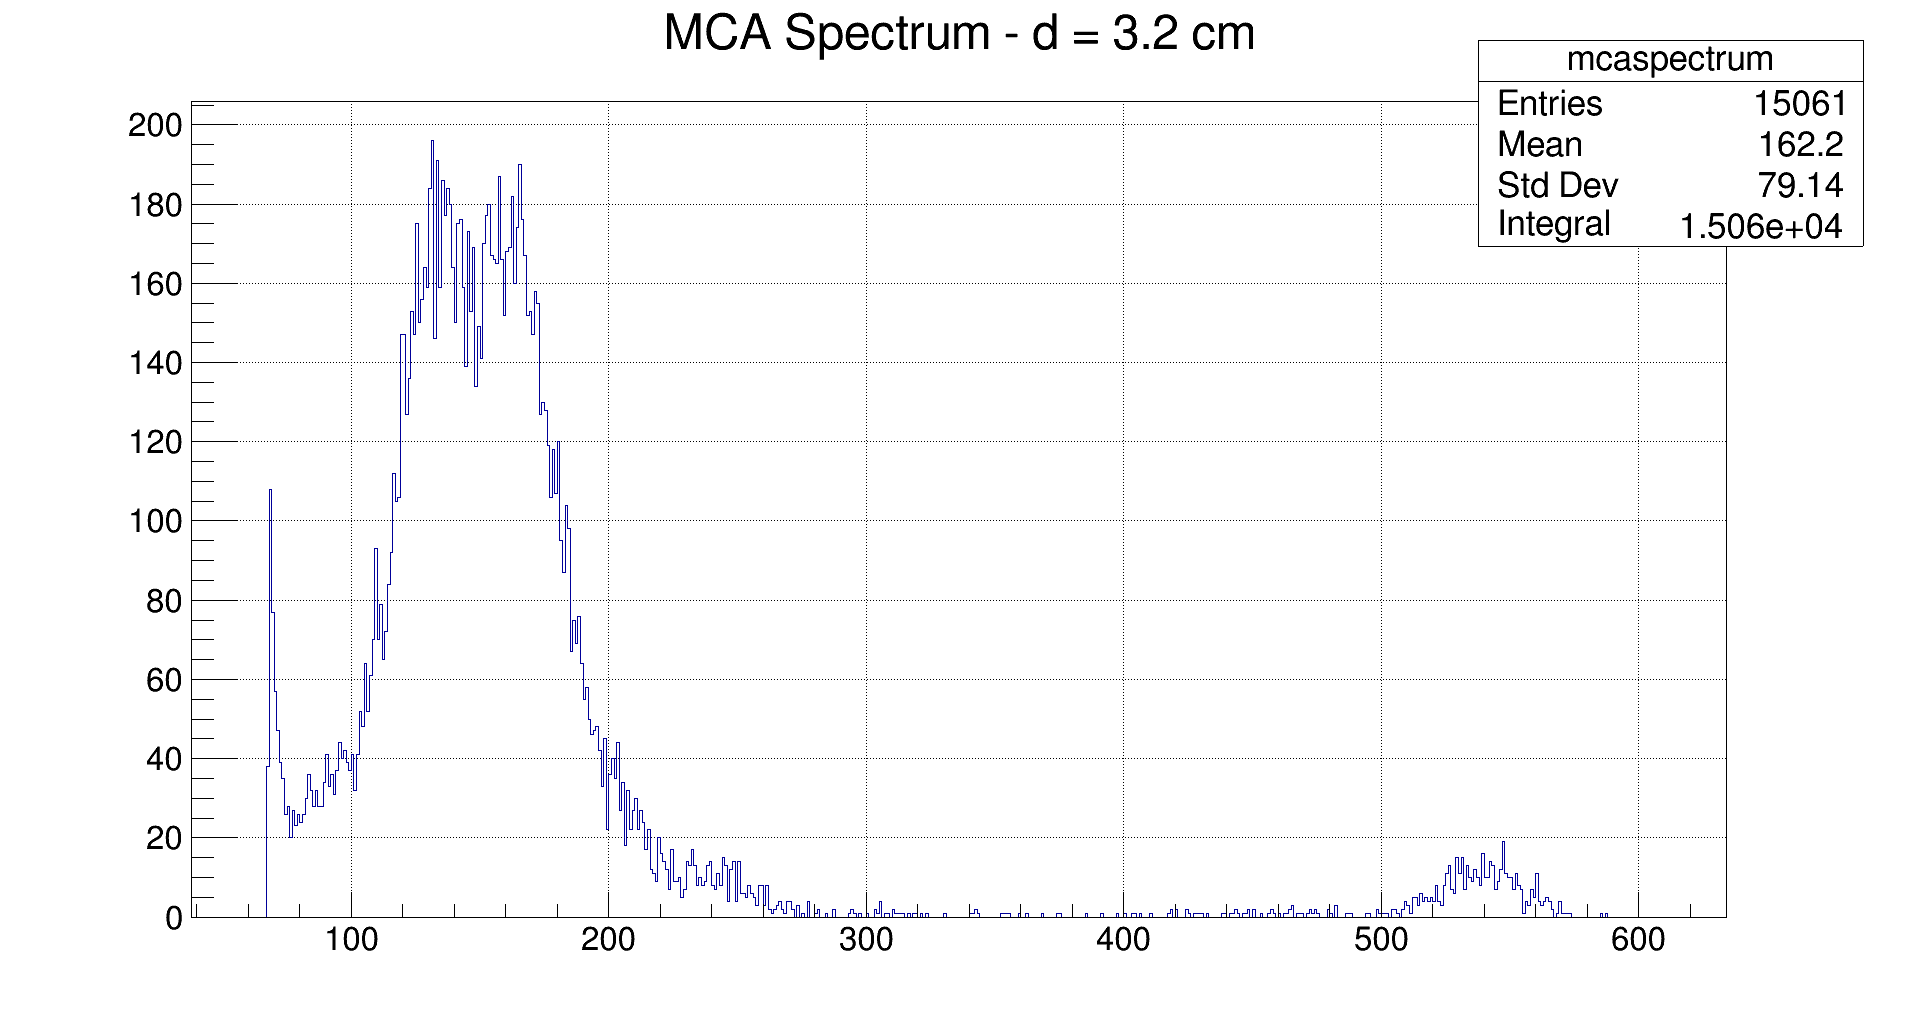 MCA Spectrum - d = 3.2 cm
mcaspectrum
Entries 15061
Mean 162.2
Std Dev 79.14
Integral 1.506e+04
200
180
160
140
120
100
80
60
40
20
0
100 200 300 400 500 600